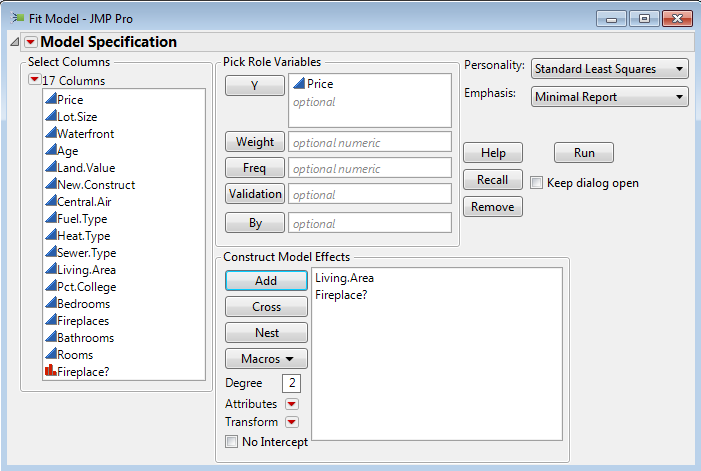 Fit Model - JMP Pro
Model Specification
Select Columns
17 Columns
Price
Lot.Size
Waterfront
Age
Land.Value
New.Construct
Central.Air
Fuel.Type
Heat.Type
Sewer.Type
Living.Area
Pct.College
Bedrooms
Fireplaces
Bathrooms
Rooms
Fireplace?
Pick Role Variables
Y
Price
optional
Weight
optional numeric
Freq
optional numeric
Validation
optional
By
optional
Personality:
Standard Least Squares
Emphasis:
Minimal Report
Help
Run
Recall
Keep dialog open
Remove
Construct Model Effects
Add
Cross
Nest
Macros
Degree
2
Attributes
Transform
No Intercept
Living.Area
Fireplace?